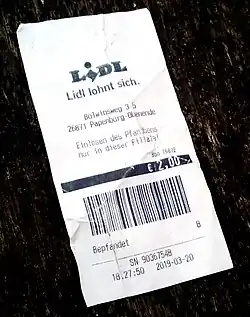 LiDL
Lidl lohnt sich.
Bolwinsweg 3-5
26871 Papenburg-Obenende
Einlösen des Pfandbons
nur in dieser Filiale!
€2,00
Bepfandet B
SN 90367548
18:27:50 2019-03-20